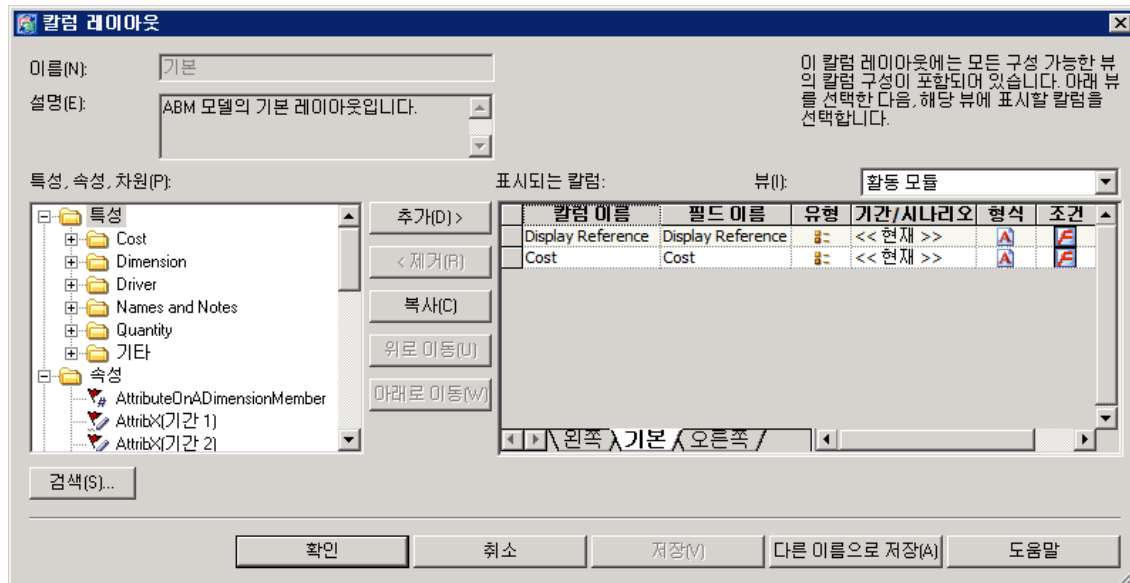 칼럼 레이아웃
이름(N):
기본
이 칼럼 레이아웃에는 모든 구성 가능한 뷰
의 칼럼 구성이 포함되어 있습니다. 아래 뷰
를 선택한 다음, 해당 뷰에 표시할 칼럼을
선택합니다.
설명(E):
ABM 모델의 기본 레이아웃입니다.
특성, 속성, 차원(P):
표시되는 칼럼:
뷰(I):
활동 모듈
특성
Cost
Dimension
Driver
Names and Notes
Quantity
기타
속성
AttributeOnADimensionMember
AttribX(기간 1)
AttribX(기간 2)
추가(D) >
< 제거(R)
복사(C)
위로 이동(U)
아래로 이동(W)
칼럼 이름 필드 이름 유형 기간/시나리오 형식 조건
Display Reference Display Reference << 현재 >> A F
Cost Cost << 현재 >> A F
왼쪽 기본 오른쪽
검색(S)...
확인 취소 저장(V) 다른 이름으로 저장(A) 도움말